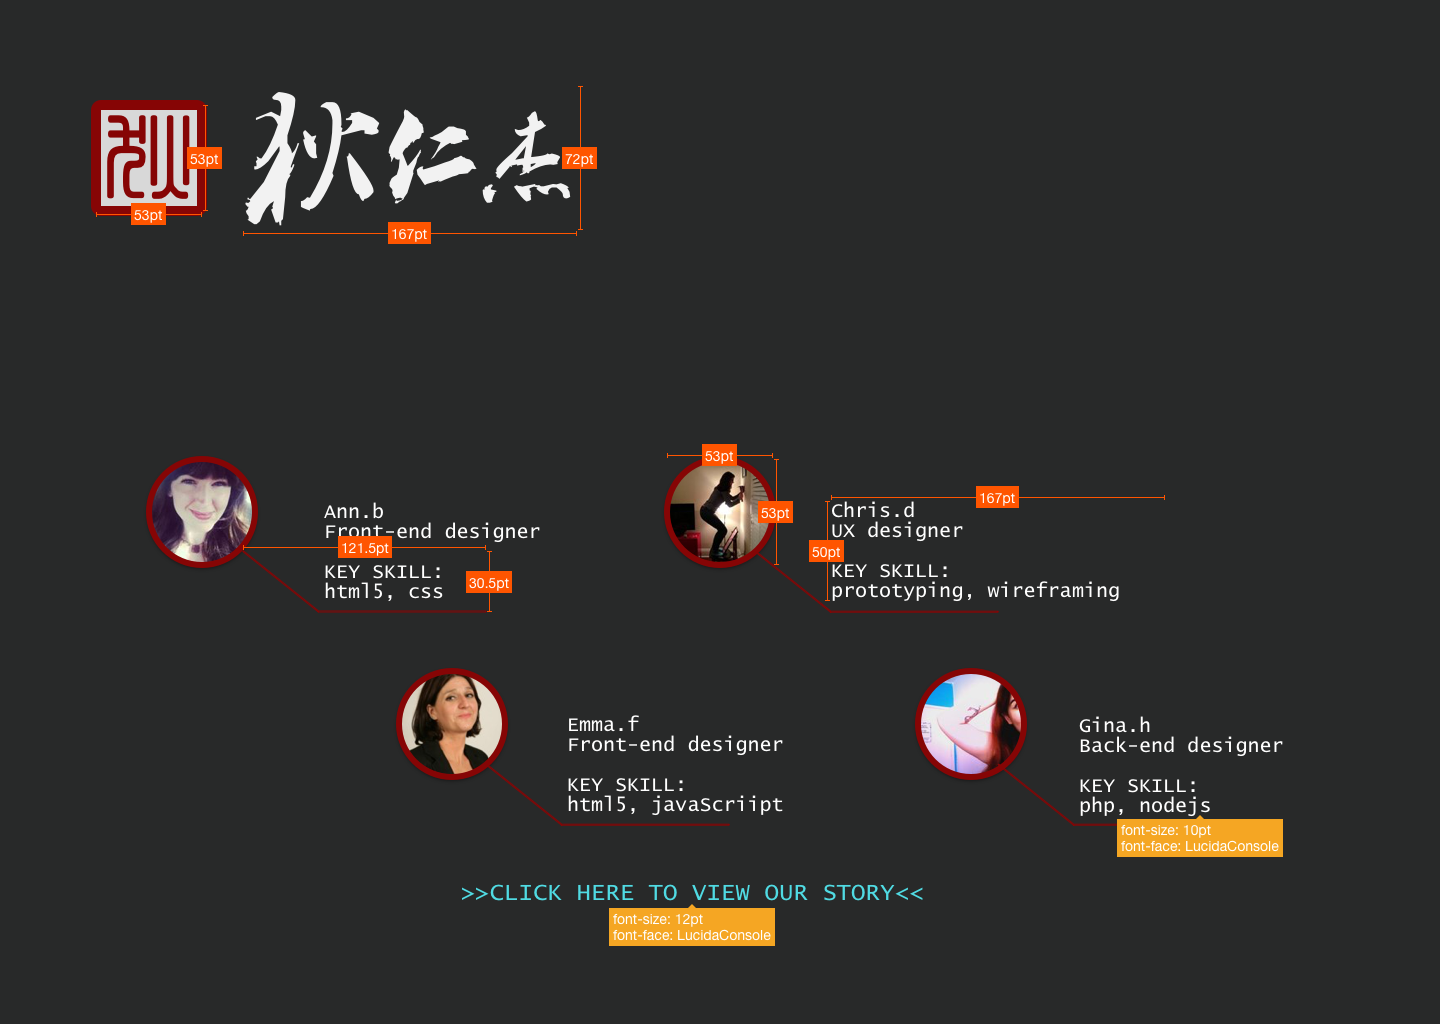 狄
狄仁杰
53pt
53pt
72pt
167pt
53pt
53pt
167pt
50pt
Ann.b
Front-end designer
121.5pt
30.5pt
KEY SKILL:
html5, css
Chris.d
UX designer
KEY SKILL:
prototyping, wireframing
Emma.f
Front-end designer
KEY SKILL:
html5, javaScriipt
Gina.h
Back-end designer
KEY SKILL:
php, nodejs
font-size: 10pt
font-face: LucidaConsole
>>CLICK HERE TO VIEW OUR STORY<<
font-size: 12pt
font-face: LucidaConsole